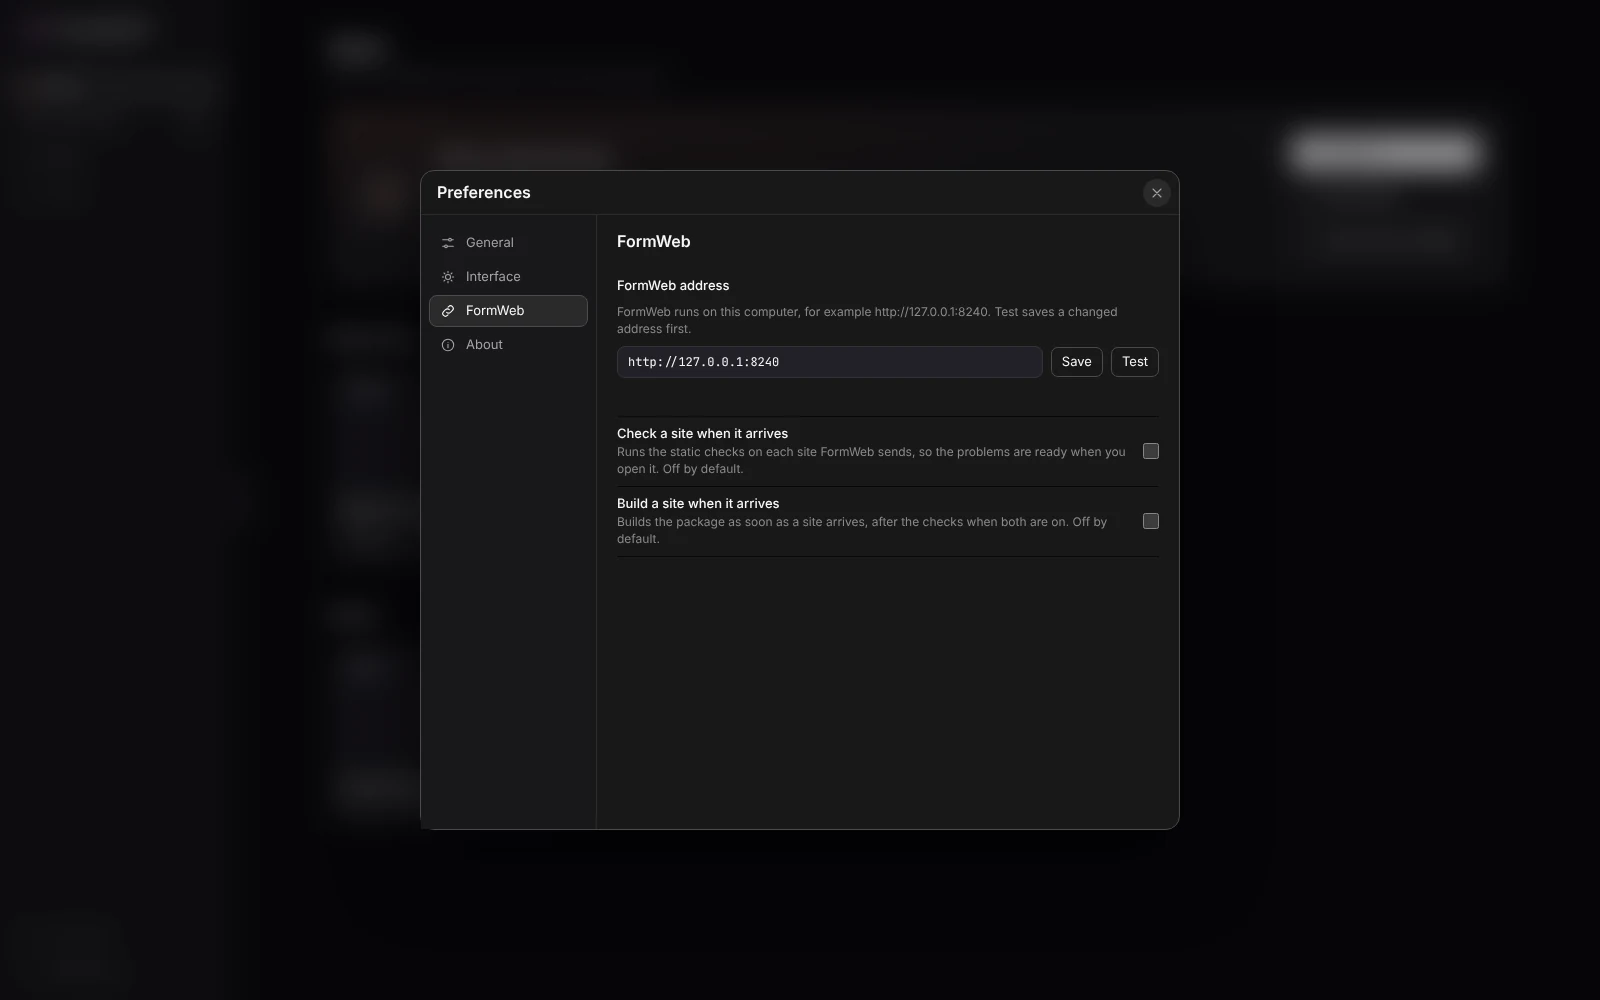 Preferences
General
Interface
FormWeb
About
FormWeb
FormWeb address
FormWeb runs on this computer, for example http://127.0.0.1:8240. Test saves a changed
address first.
http://127.0.0.1:8240
Save
Test
Check a site when it arrives
Runs the static checks on each site FormWeb sends, so the problems are ready when you
open it. Off by default.
Build a site when it arrives
Builds the package as soon as a site arrives, after the checks when both are on. Off by
default.